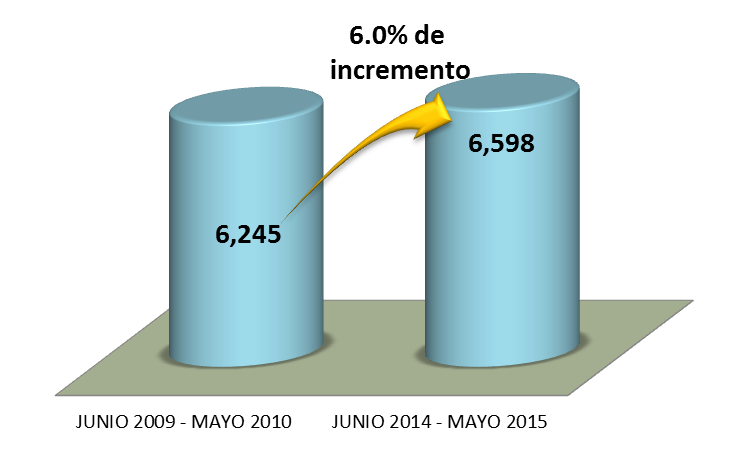 6.0% de
incremento
6,598
6,245
JUNIO 2009 - MAYO 2010
JUNIO 2014 - MAYO 2015